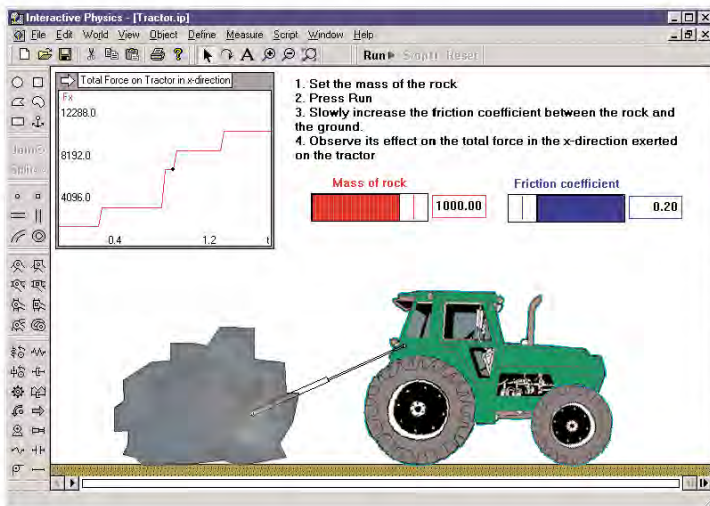 Interactive Physics - [Tractor.ip]
File Edit World View Object Define Measure Script Window Help
Run Reset
Total Force on Tractor in x-direction
Fx
12288.0
8192.0
4096.0
0.4 1.2 t
1. Set the mass of the rock
2. Press Run
3. Slowly increase the friction coefficient between the rock and
the ground.
4. Observe its effect on the total force in the x-direction exerted
on the tractor
Mass of rock
1000.00
Friction coefficient
0.20